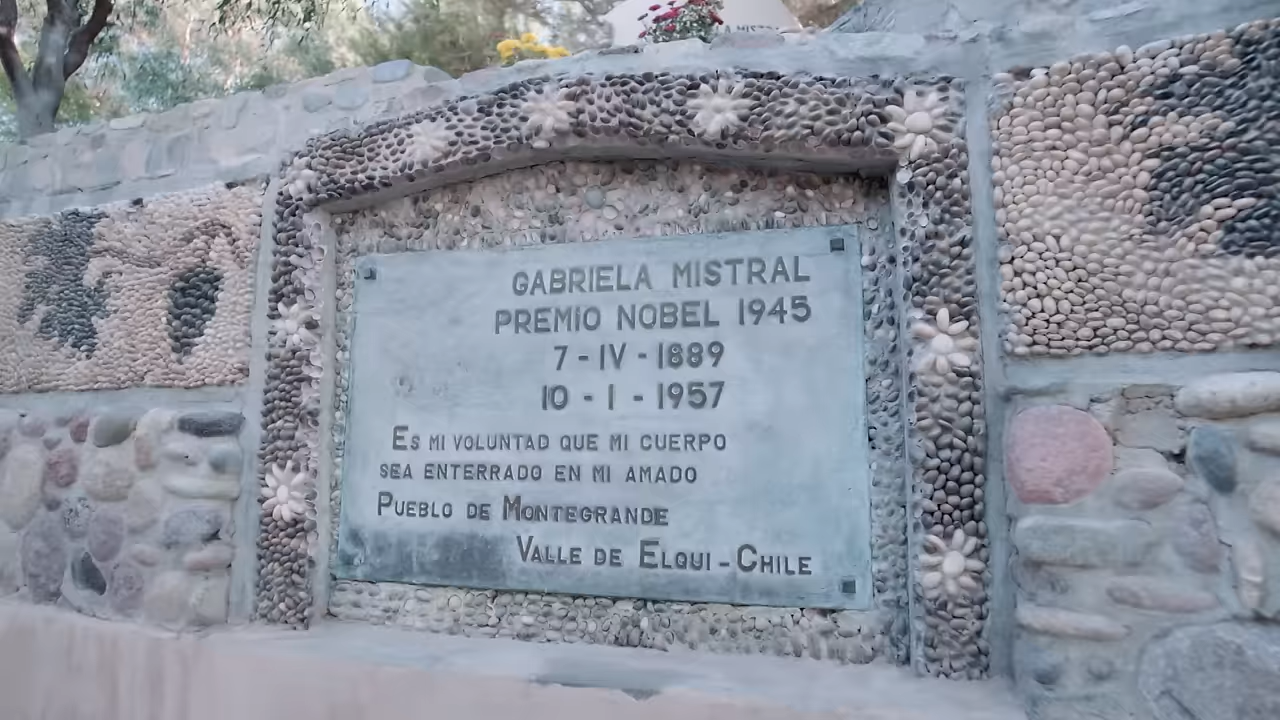 GABRIELA MISTRAL
PREMIO NOBEL 1945
7 - IV - 1889
10 - I - 1957
ES MI VOLUNTAD QUE MI CUERPO
SEA ENTERRADO EN MI AMADO
PUEBLO DE MONTEGRANDE
VALLE DE ELQUI - CHILE